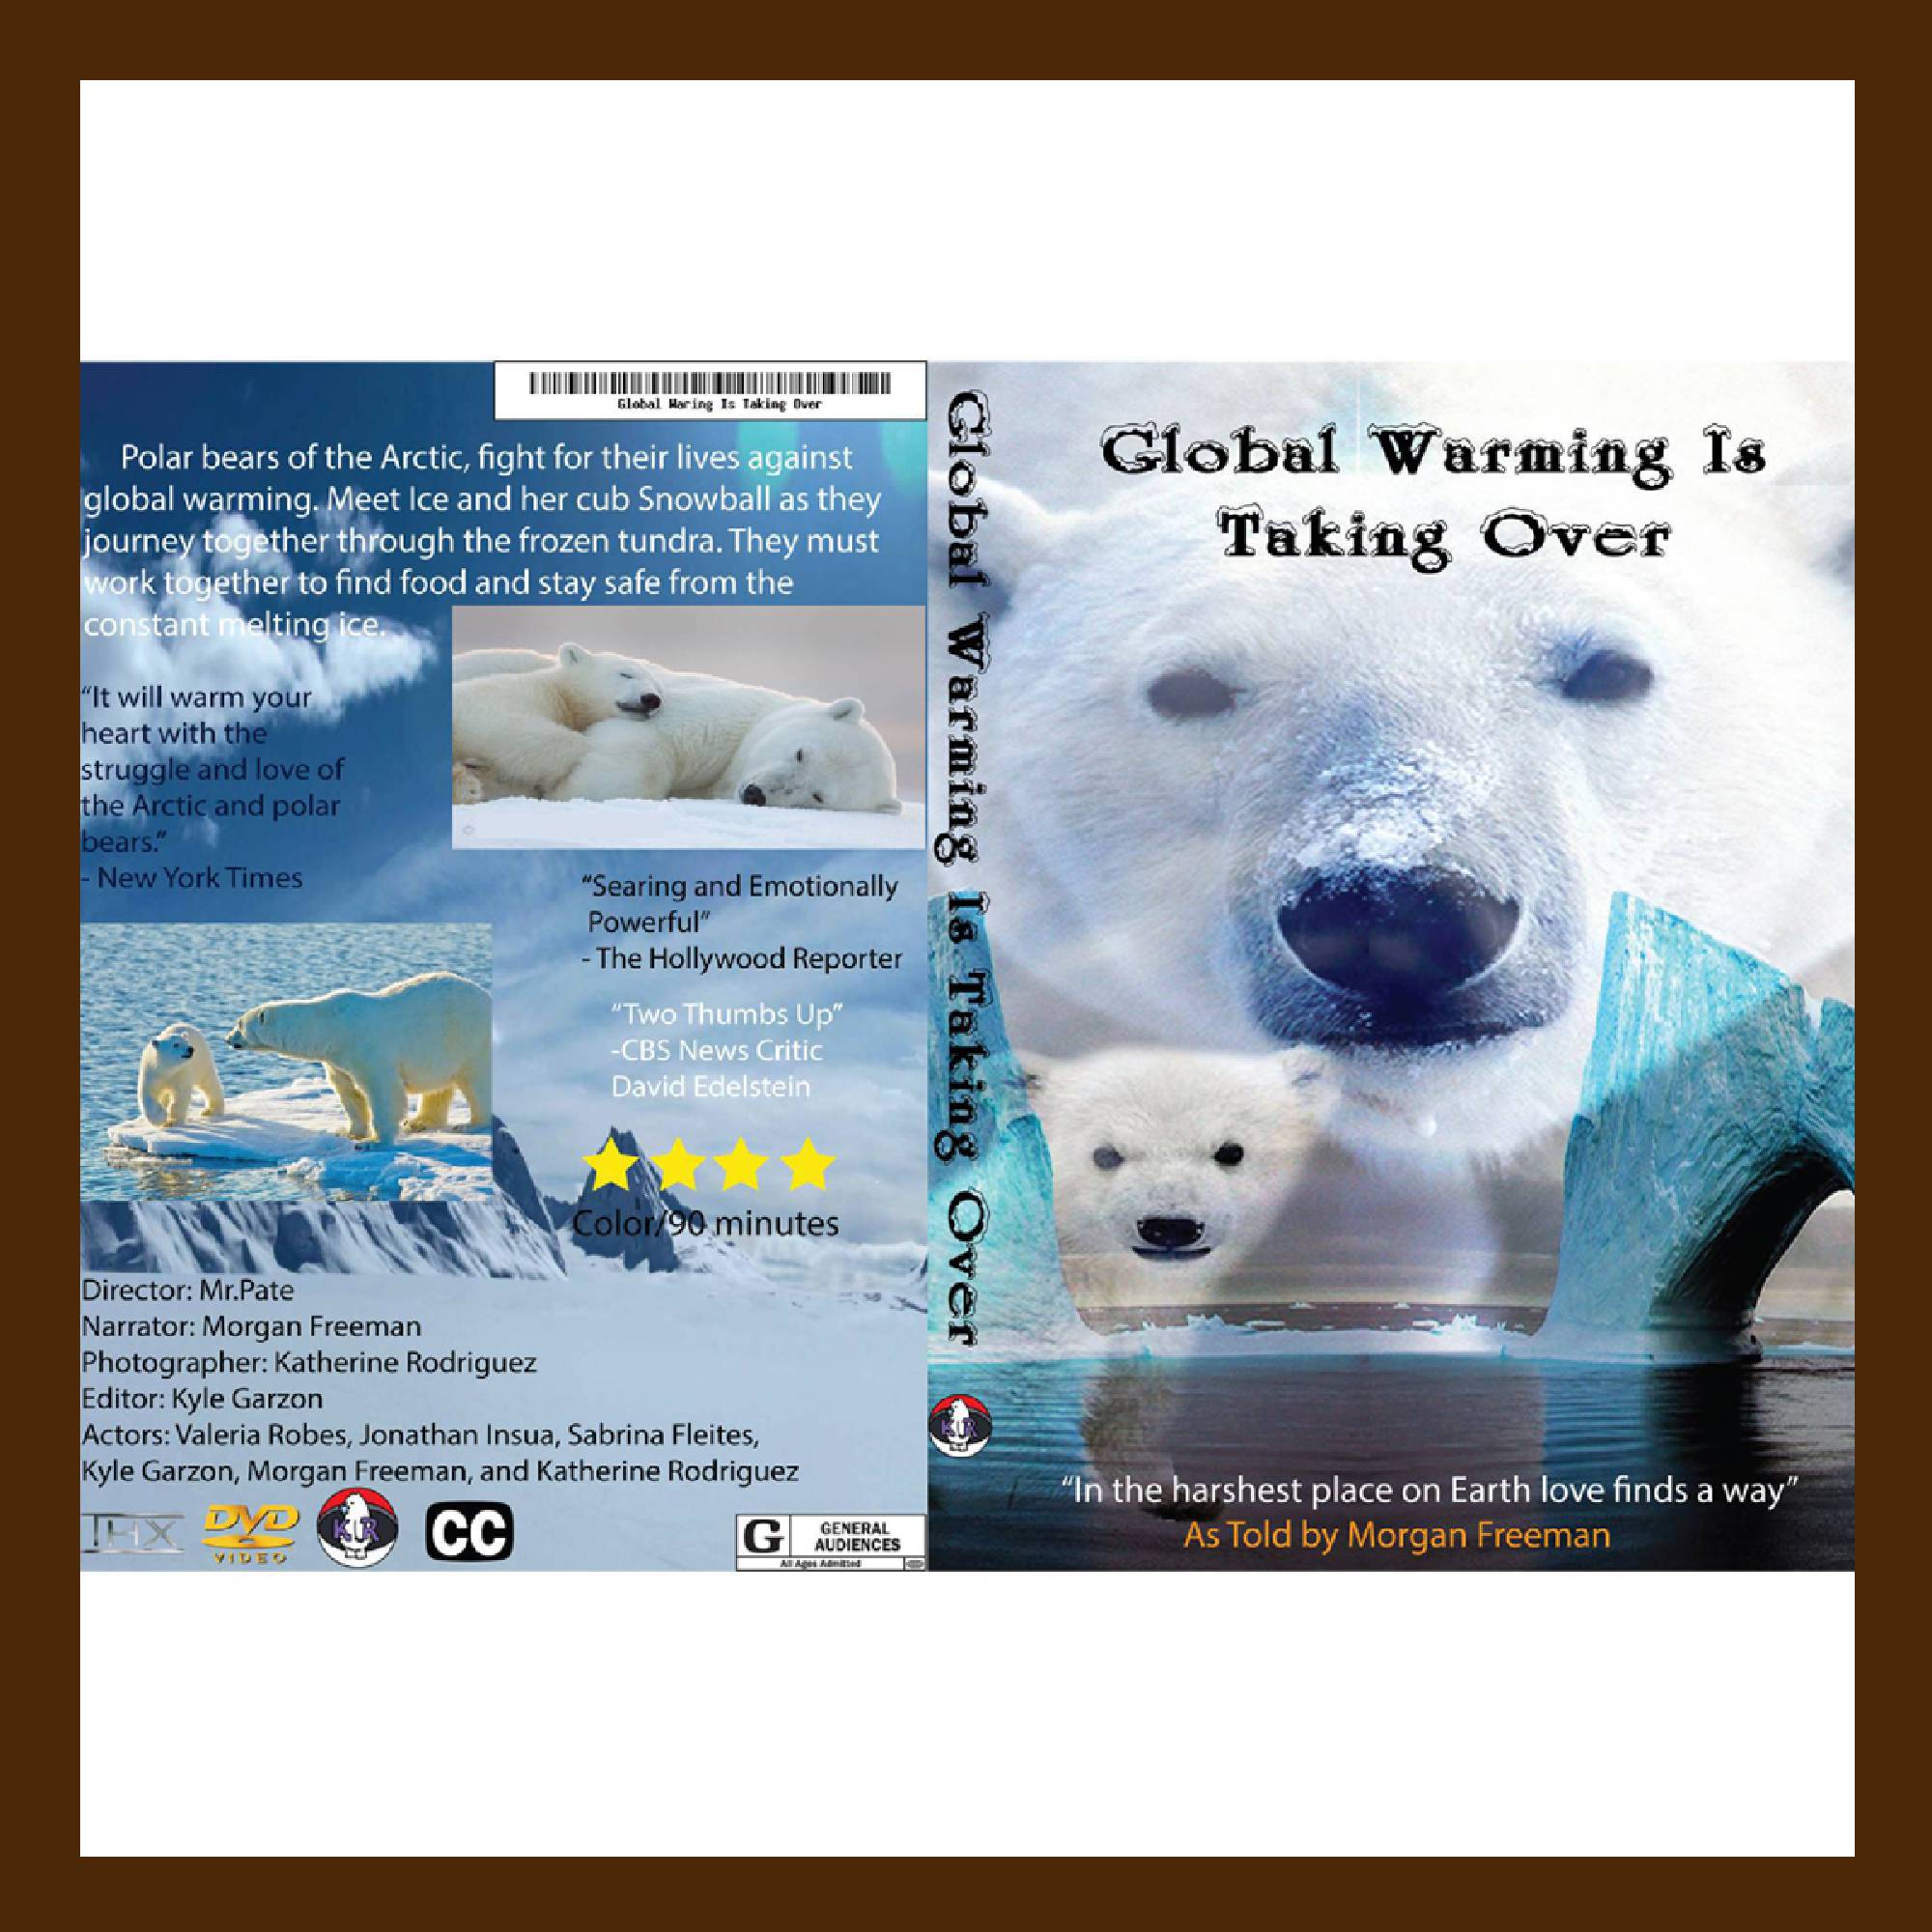 Global Waring Is Taking Over
Polar bears of the Arctic, fight for their lives against
global warming. Meet Ice and her cub Snowball as they
journey together through the frozen tundra. They must
work together to find food and stay safe from the
constant melting ice.
“It will warm your
heart with the
struggle and love of
the Arctic and polar
bears.”
- New York Times
“Searing and Emotionally
Powerful”
- The Hollywood Reporter
“Two Thumbs Up”
-CBS News Critic
David Edelstein
Color/90 minutes
Director: Mr.Pate
Narrator: Morgan Freeman
Photographer: Katherine Rodriguez
Editor: Kyle Garzon
Actors: Valeria Robes, Jonathan Insua, Sabrina Fleites,
Kyle Garzon, Morgan Freeman, and Katherine Rodriguez
THX
DVD
VIDEO
KR
CC
G
GENERAL
AUDIENCES
All Ages Admitted
Global Warming Is Taking Over
KR
Global Warming Is
Taking Over
“In the harshest place on Earth love finds a way”
As Told by Morgan Freeman